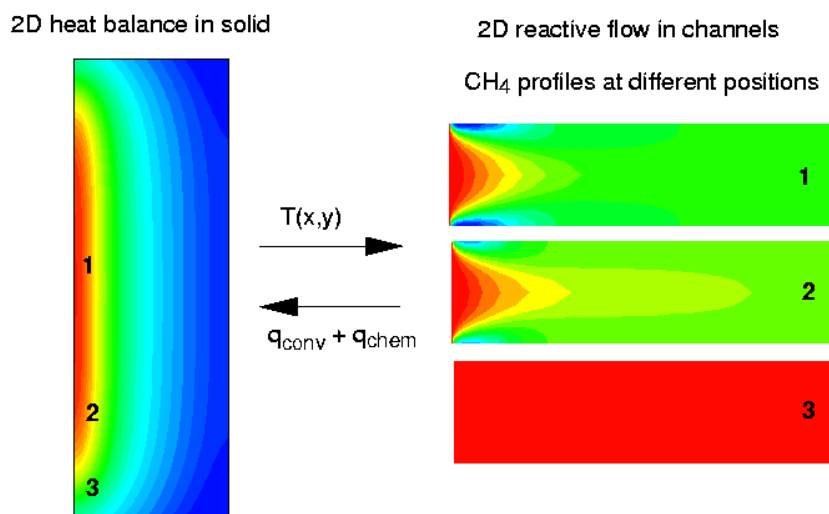 2D heat balance in solid
2D reactive flow in channels
CH4 profiles at different positions
1
2
3
T(x,y)
qconv + qchem
1
2
3